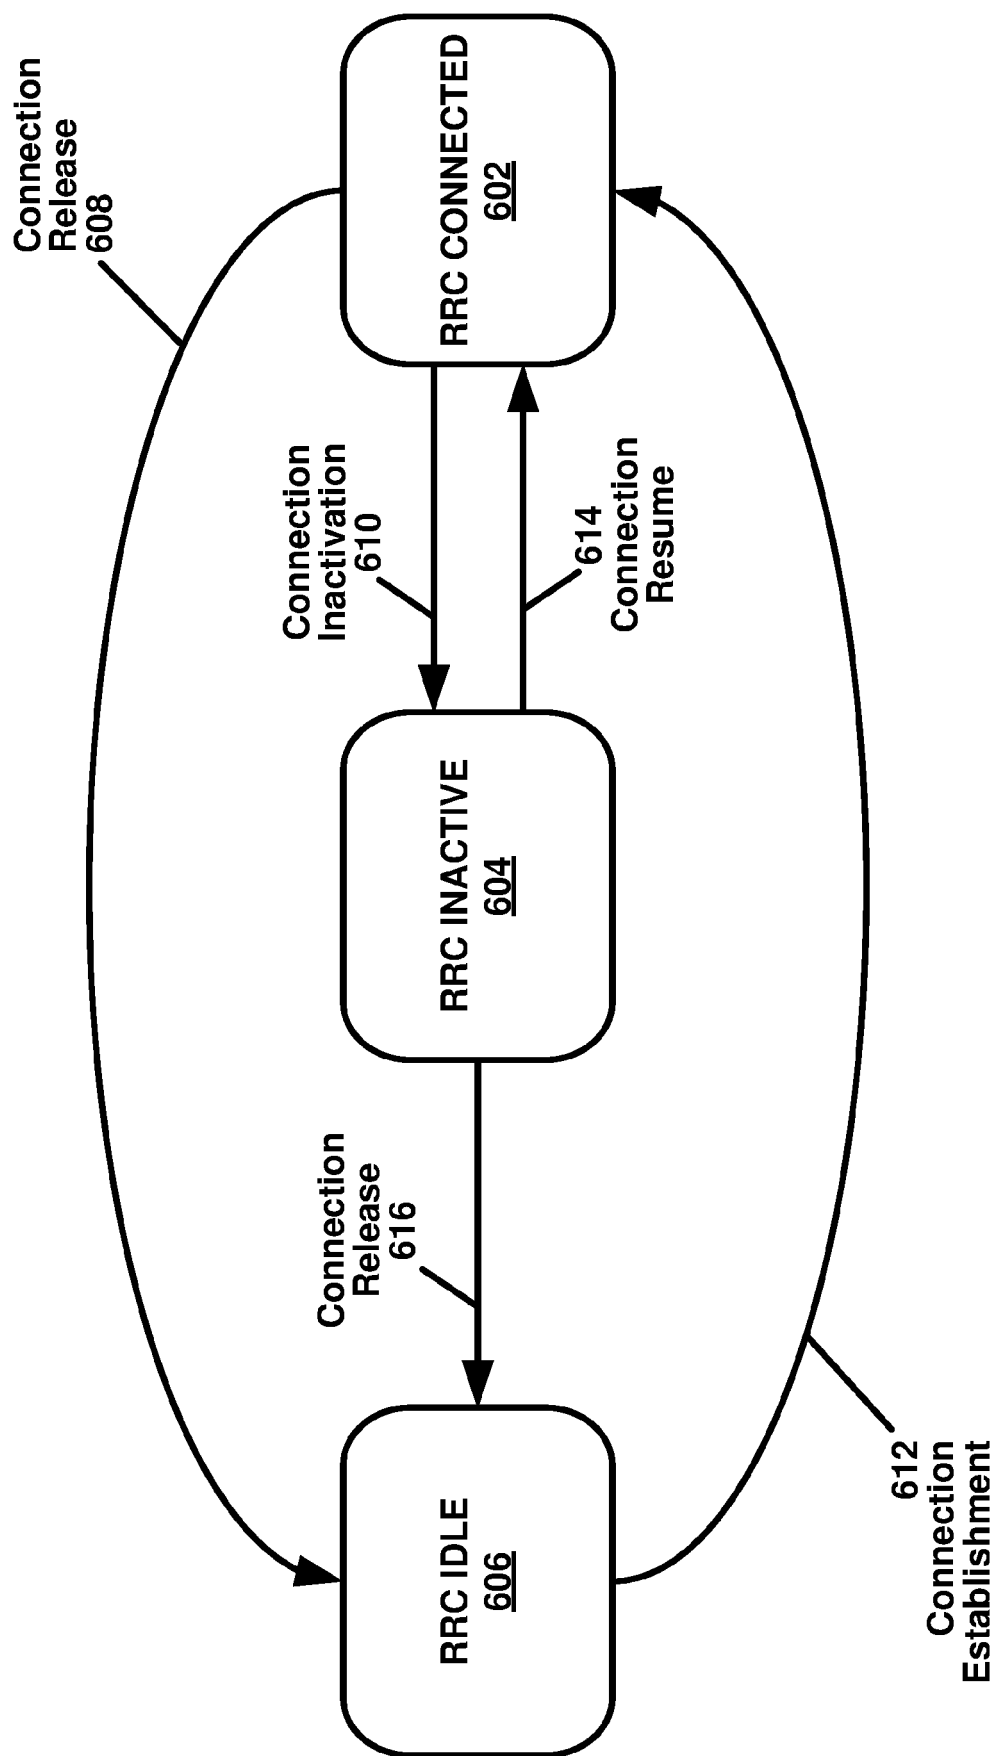 Connection
Release
608
RRC IDLE
606
Connection
Release
616
RRC INACTIVE
604
Connection
Inactivation
610
614
Connection
Resume
RRC CONNECTED
602
612
Connection
Establishment